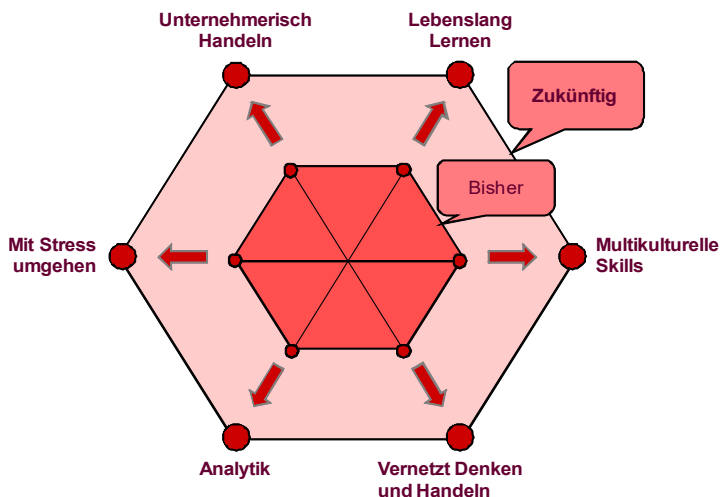 Unternehmerisch
Handeln
Lebenslang
Lernen
Zukünftig
Bisher
Mit Stress
umgehen
Multikulturelle
Skills
Analytik
Vernetzt Denken
und Handeln